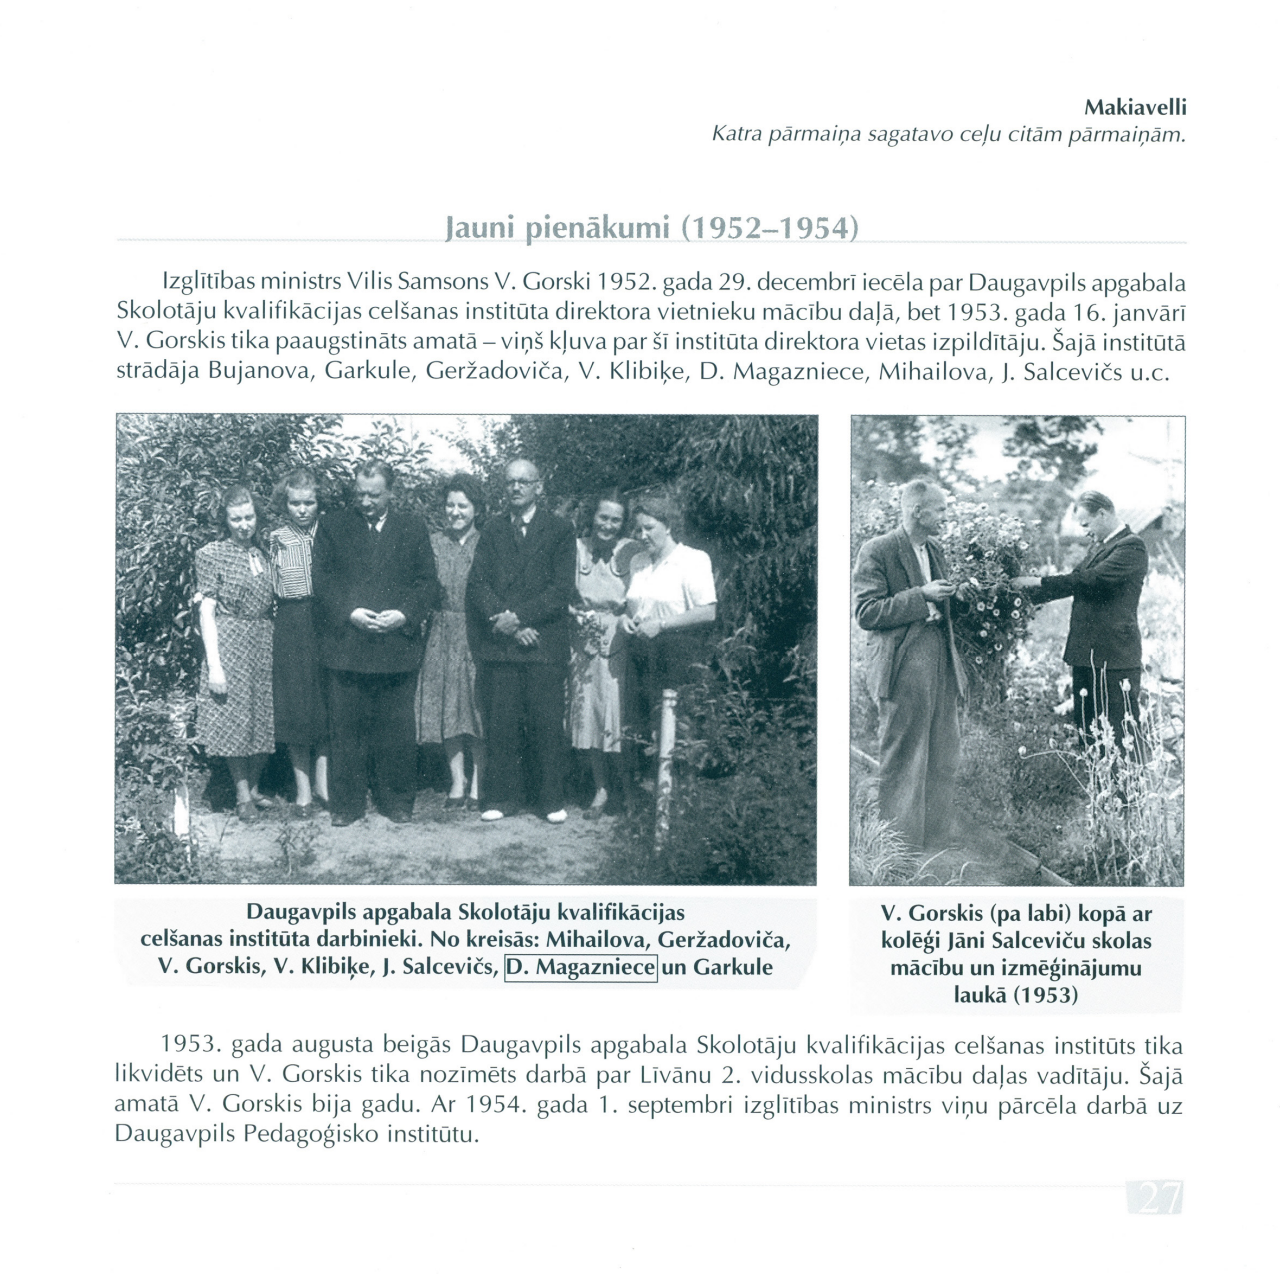 Makiavelli
Katra pārmaiņa sagatavo ceļu citām pārmaiņām.
Jauni pienākumi (1952–1954)
Izglītības ministrs Vilis Samsons V. Gorski 1952. gada 29. decembrī iecēla par Daugavpils apgabala
Skolotāju kvalifikācijas celšanas institūta direktora vietnieku mācību daļā, bet 1953. gada 16. janvārī
V. Gorskis tika paaugstināts amatā – viņš kļuva par šī institūta direktora vietas izpildītāju. Šajā institūtā
strādāja Bujanova, Garkule, Geržadoviča, V. Klibiķe, D. Magazniece, Mihailova, J. Salcevičs u.c.
Daugavpils apgabala Skolotāju kvalifikācijas
celšanas institūta darbinieki. No kreisās: Mihailova, Geržadoviča,
V. Gorskis, V. Klibiķe, J. Salcevičs, D. Magazniece un Garkule
V. Gorskis (pa labi) kopā ar
kolēģi Jāni Salceviču skolas
mācību un izmēģinājumu
laukā (1953)
1953. gada augusta beigās Daugavpils apgabala Skolotāju kvalifikācijas celšanas institūts tika
likvidēts un V. Gorskis tika nozīmēts darbā par Līvānu 2. vidusskolas mācību daļas vadītāju. Šajā
amatā V. Gorskis bija gadu. Ar 1954. gada 1. septembri izglītības ministrs viņu pārcēla darbā uz
Daugavpils Pedagoģisko institūtu.
27